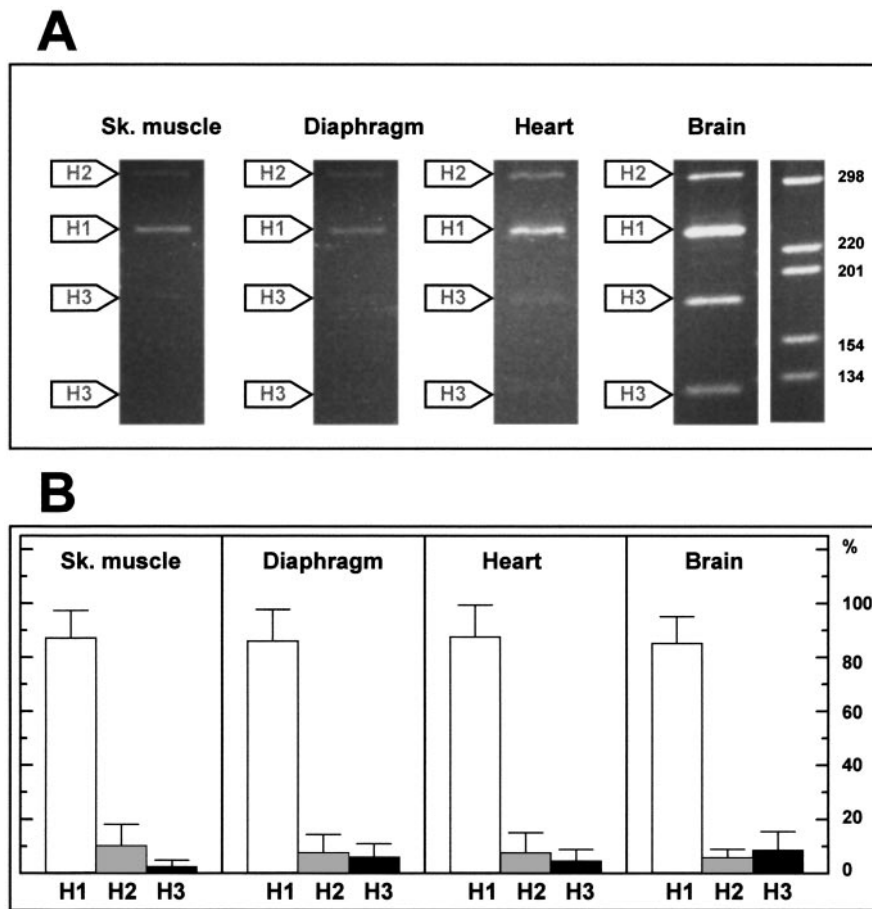 A
Sk. muscle Diaphragm Heart Brain
H2 H2 H2 H2 298
H1 H1 H1 H1 220
201
H3 H3 H3 H3
154
134
H3 H3 H3 H3
B
Sk. muscle Diaphragm Heart Brain %
100
80
60
40
20
0
H1 H2 H3 H1 H2 H3 H1 H2 H3 H1 H2 H3